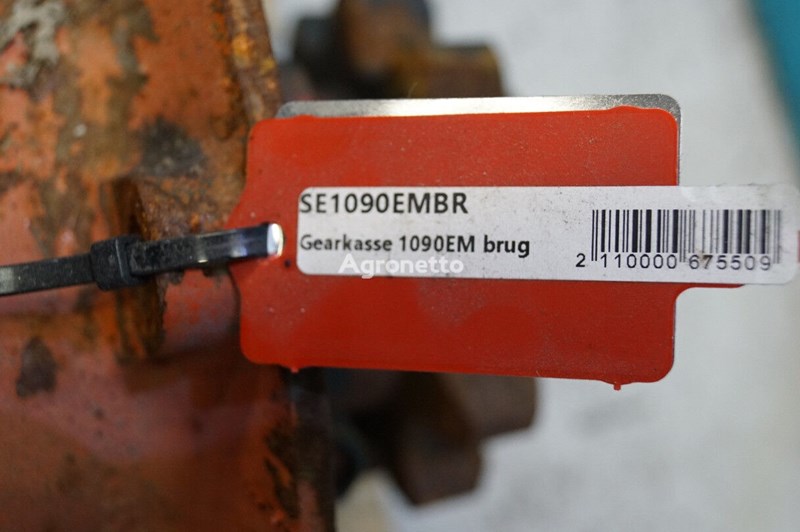 SE1090EMBR
Gearkasse 1090EM brug
2 110000 675509
Agronetto